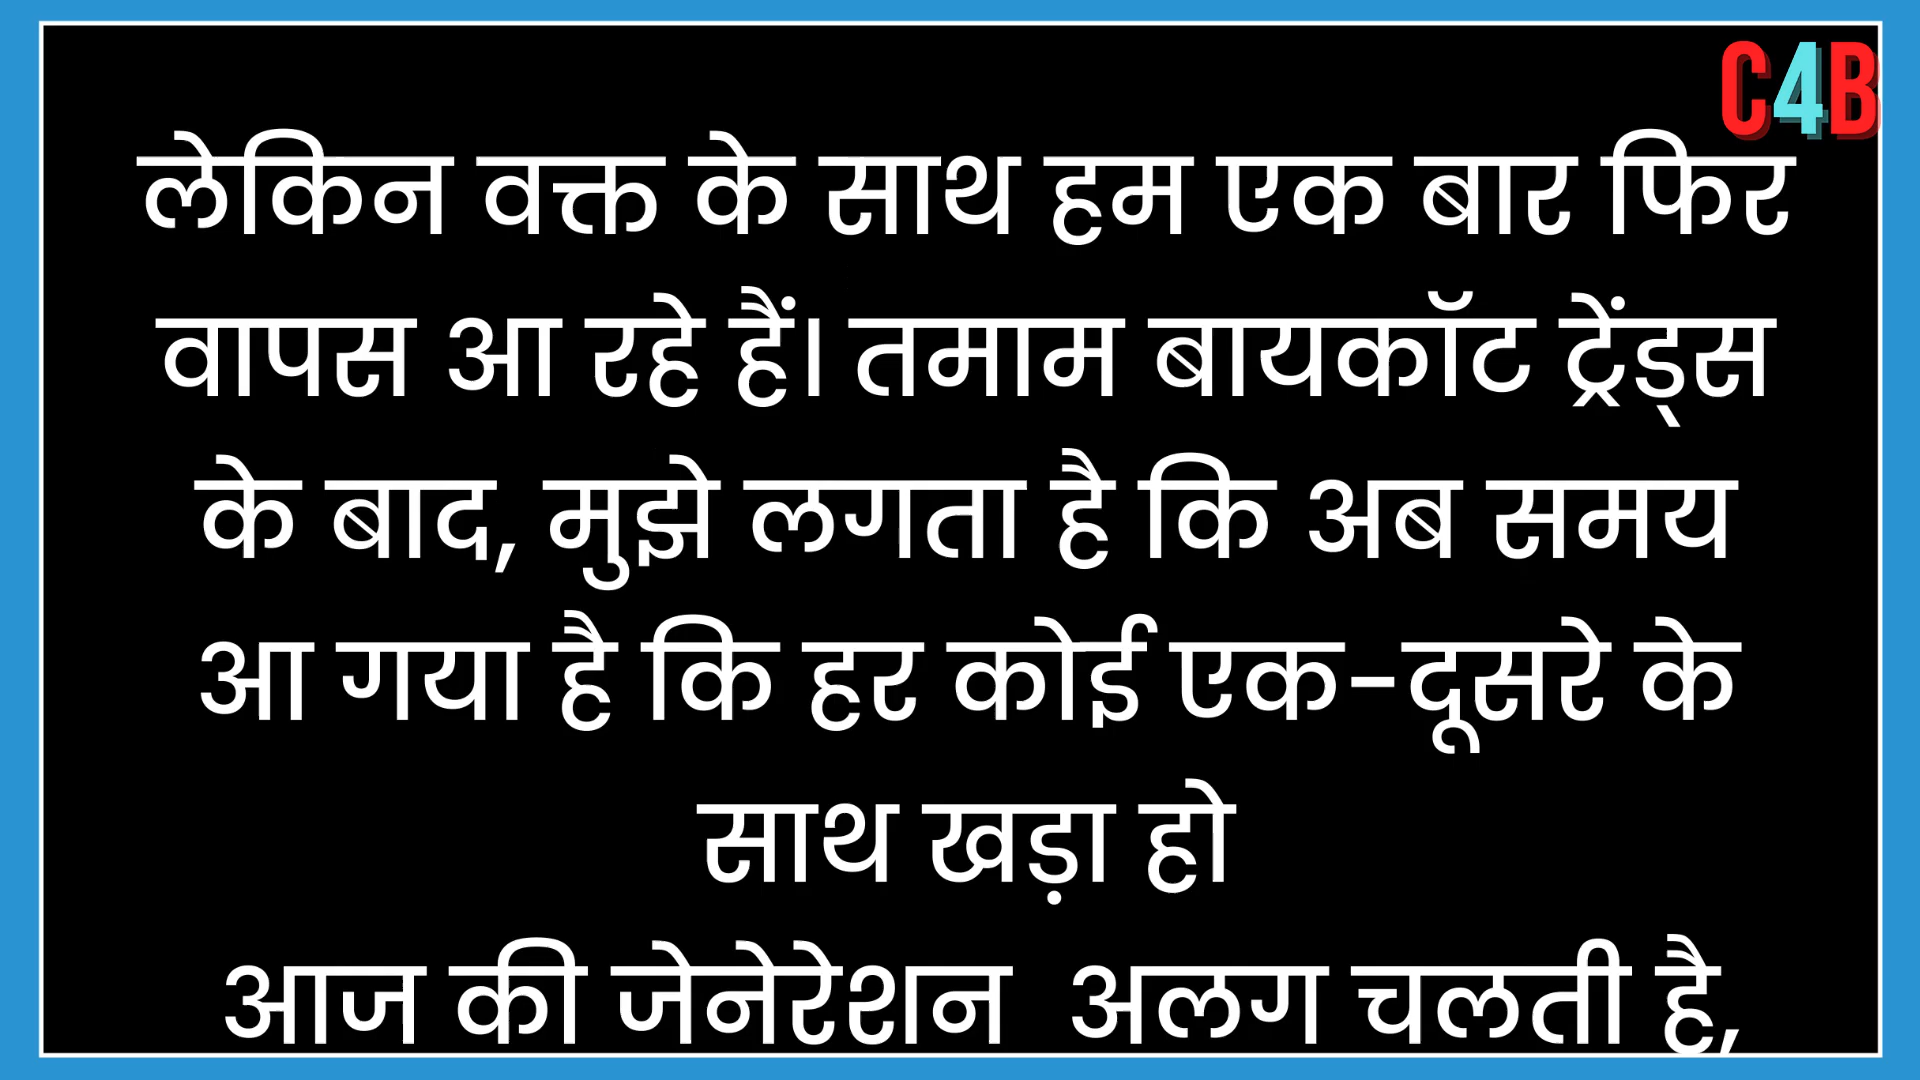 C4B
लेकिन वक्त के साथ हम एक बार फिर
वापस आ रहे हैं। तमाम बायकॉट ट्रेंड्स
के बाद, मुझे लगता है कि अब समय
आ गया है कि हर कोई एक-दूसरे के
साथ खड़ा हो
आज की जेनेरेशन  अलग चलती है,